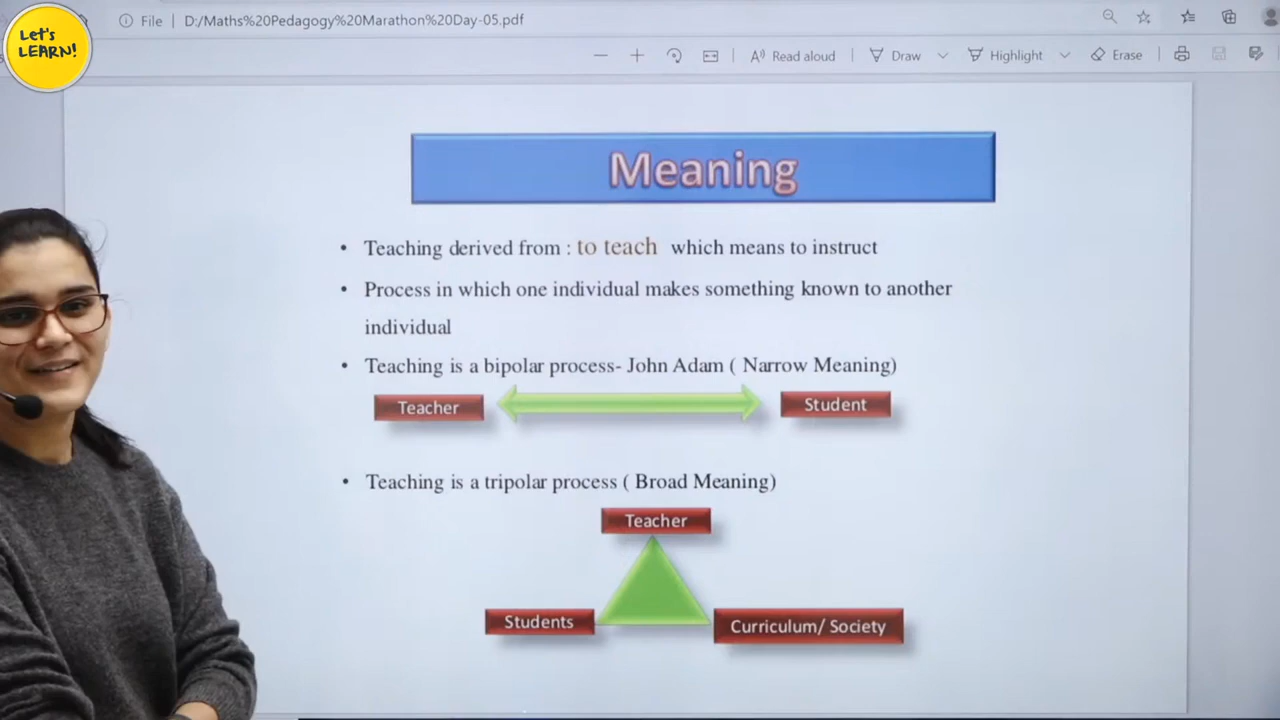 Let's
LEARN!
File
D:/Maths%20Pedagogy%20Marathon%20Day-05.pdf
Read aloud
Draw
Highlight
Erase
Meaning
• Teaching derived from : to teach which means to instruct
• Process in which one individual makes something known to another
individual
• Teaching is a bipolar process- John Adam ( Narrow Meaning)
Teacher
Student
• Teaching is a tripolar process ( Broad Meaning)
Teacher
Students
Curriculum/ Society